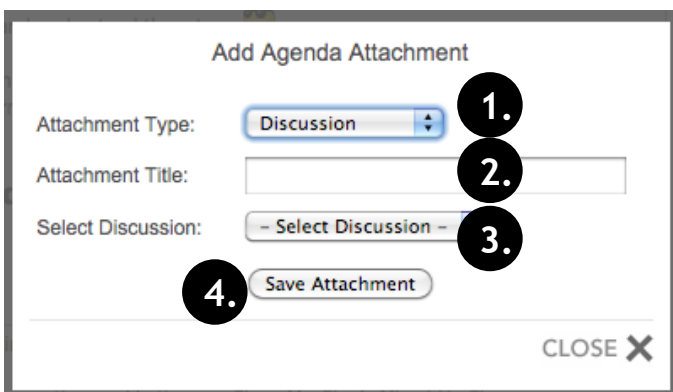 Add Agenda Attachment
Attachment Type: Discussion 1.
Attachment Title: 2.
Select Discussion: – Select Discussion – 3.
4. Save Attachment
CLOSE X